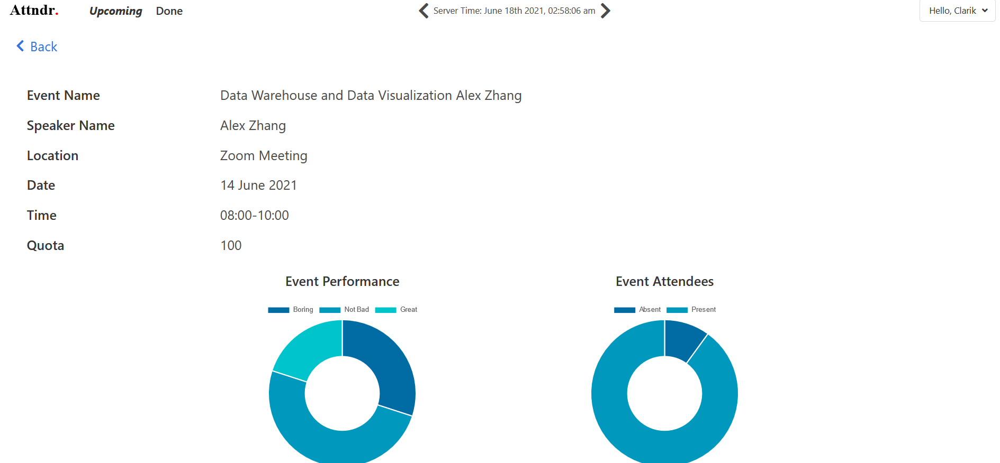 Attndr. Upcoming Done Server Time: June 18th 2021, 02:58:06 am Hello, Clarik
Back
Event Name Data Warehouse and Data Visualization Alex Zhang
Speaker Name Alex Zhang
Location Zoom Meeting
Date 14 June 2021
Time 08:00-10:00
Quota 100
Event Performance Event Attendees
Boring Not Bad Great Absent Present